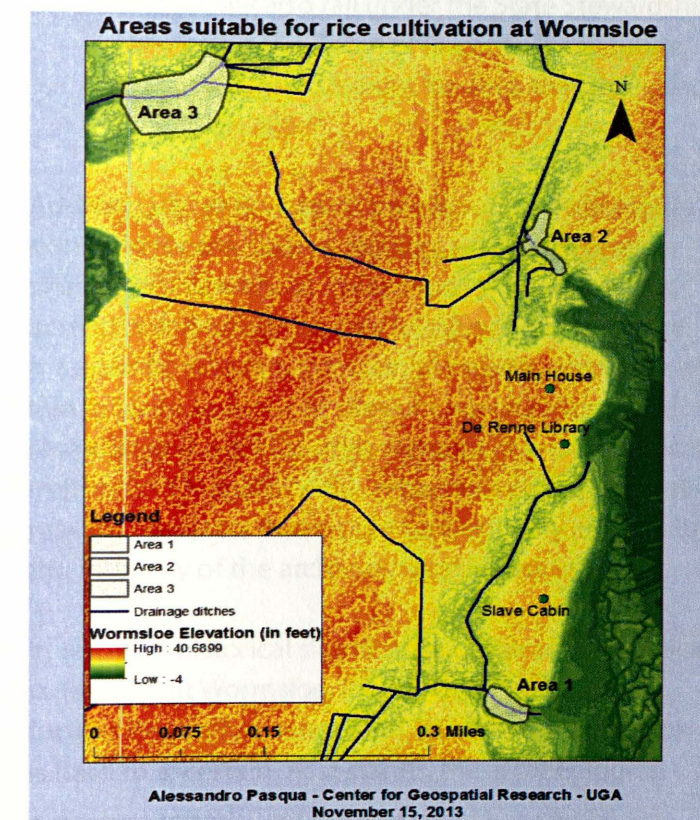 Areas suitable for rice cultivation at Wormsloe
N
Area 3
Area 2
Main House
De Renne Library
Slave Cabin
Area 1
Legend
Area 1
Area 2
Area 3
Drainage ditches
Wormsloe Elevation (in feet)
High : 40.6899
Low : -4
0 0.075 0.15 0.3 Miles
Alessandro Pasqua - Center for Geospatial Research - UGA
November 15, 2013